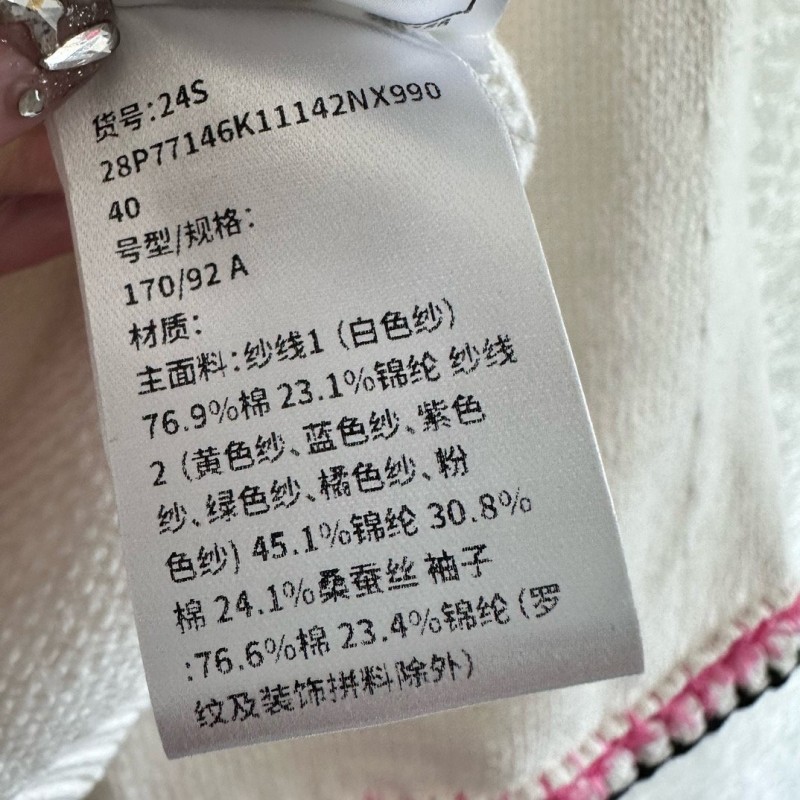 货号:24S
28P77146K11142NX990
40
号型/规格:
170/92 A
材质:
主面料:纱线1 (白色纱)
76.9%棉 23.1%锦纶 纱线
2 (黄色纱、蓝色纱、紫色
纱、绿色纱、橘色纱、粉
色纱) 45.1%锦纶 30.8%
棉 24.1%桑蚕丝 袖子
:76.6%棉 23.4%锦纶 (罗
纹及装饰拼料除外)